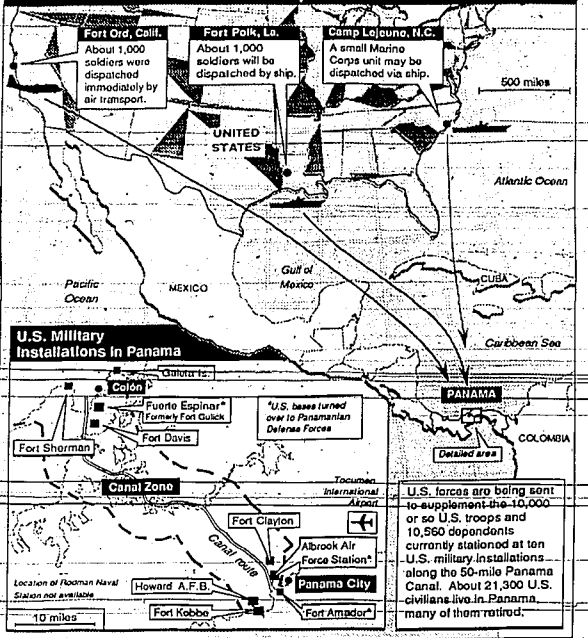 Fort Ord, Calif.
About 1,000
soldiers were
dispatched
immediately by
air transport.
Fort Polk, La.
About 1,000
soldiers will be
dispatched by ship.
Camp Lejeune, N.C.
A small Marine
Corps unit may be
dispatched via ship.
500 miles
UNITED
STATES
Atlantic Ocean
Pacific
Ocean
MEXICO
Gulf of
Mexico
CUBA
Caribbean Sea
PANAMA
COLOMBIA
Detailed area
U.S. Military
Installations in Panama
Galeta Is.
Colón
Fuerte Espinar*
Formerly Fort Gulick
Fort Davis
Fort Sherman
*U.S. bases turned
over to Panamanian
Defense Forces
Canal Zone
Tocumen
International
Airport
Fort Clayton
Canal route
Albrook Air
Force Station*
Panama City
Howard A.F.B.
Fort Kobbe
Fort Amador*
Location of Rodman Naval
Station not available
10 miles
U.S. forces are being sent
to supplement the 10,000
or so U.S. troops and
10,560 dependents
currently stationed at ten
U.S. military installations
along the 50-mile Panama
Canal. About 21,300 U.S.
civilians live in Panama,
many of them retired.